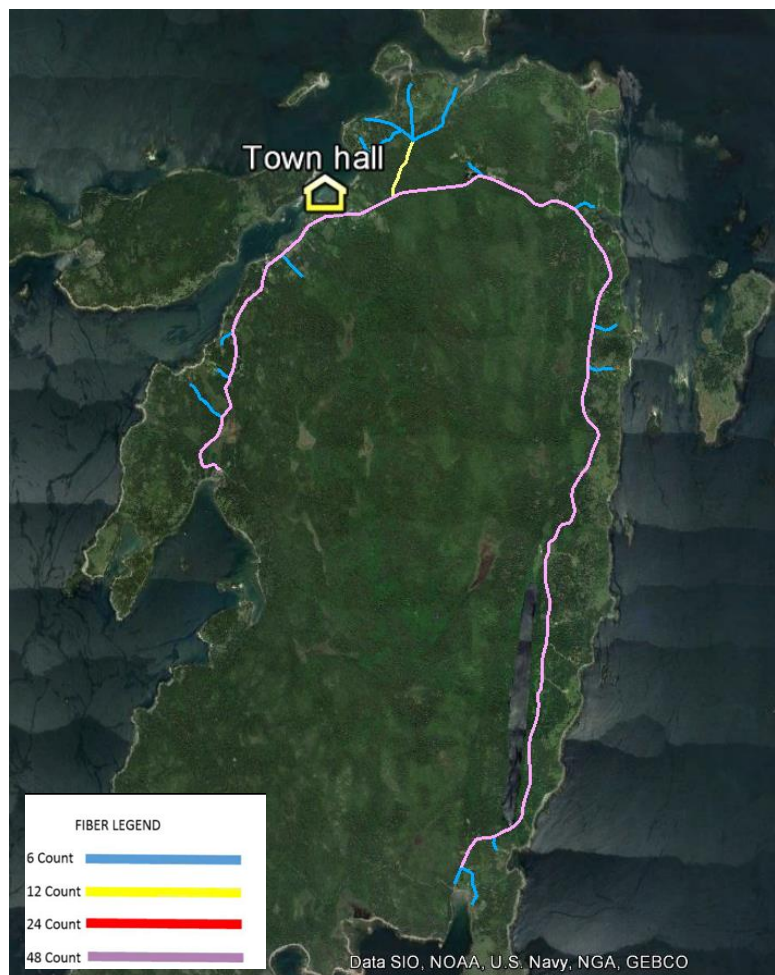 Town hall
FIBER LEGEND
6 Count
12 Count
24 Count
48 Count
Data SIO, NOAA, U.S. Navy, NGA, GEBCO